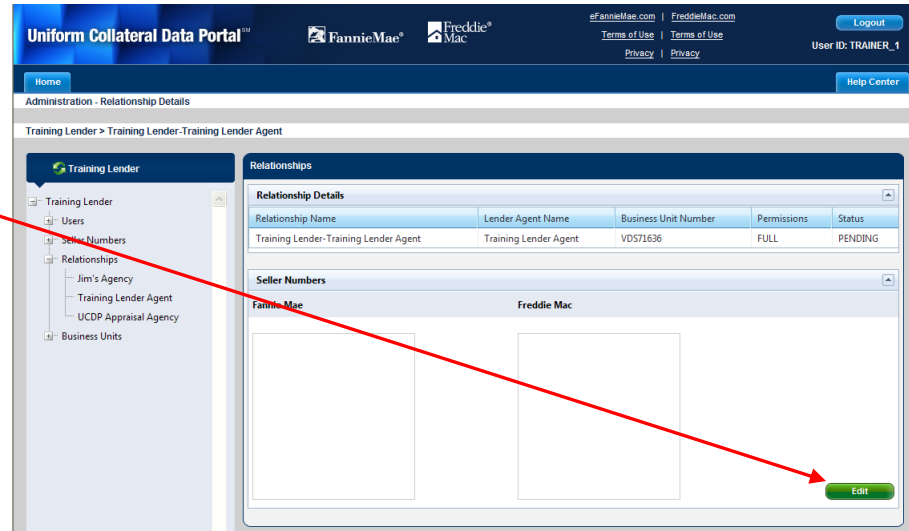 eFannieMae.com | FreddieMac.com
Uniform Collateral Data Portal℠ FannieMae® Freddie Mac® Terms of Use | Terms of Use Logout
Privacy | Privacy User ID: TRAINER_1
Home Help Center
Administration - Relationship Details
Training Lender > Training Lender-Training Lender Agent
Training Lender
Training Lender
Users
Seller Numbers
Relationships
Jim's Agency
Training Lender Agent
UCDP Appraisal Agency
Business Units
Relationships
Relationship Details
Relationship Name Lender Agent Name Business Unit Number Permissions Status
Training Lender-Training Lender Agent Training Lender Agent VDS71636 FULL PENDING
Seller Numbers
Fannie Mae Freddie Mac
Edit